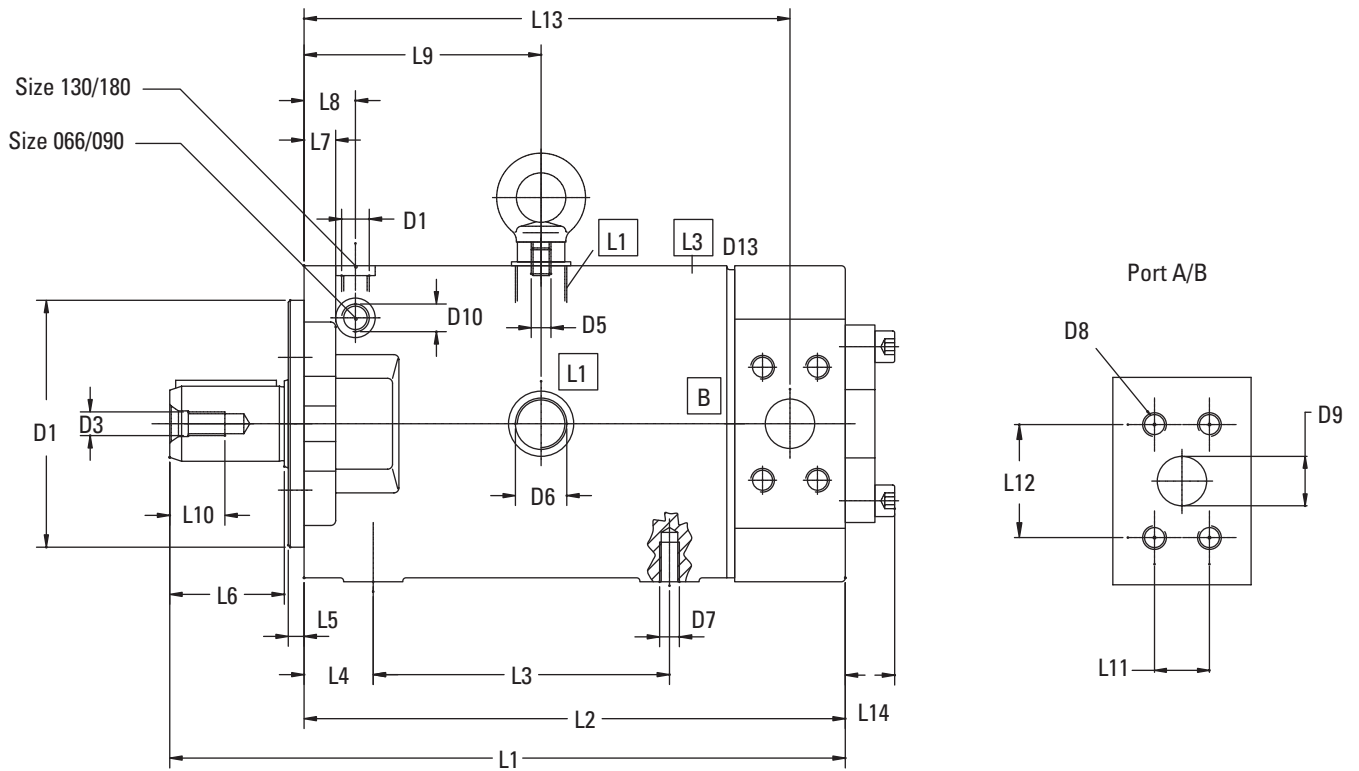 L13
L9
Size 130/180
L8
Size 066/090
L7
D1
L1
L3
D13
Port A/B
D10
D5
D8
L1
B
D9
D1
D3
L12
D6
L10
L6
L5
D7
L4
L3
L11
L2
L14
L1